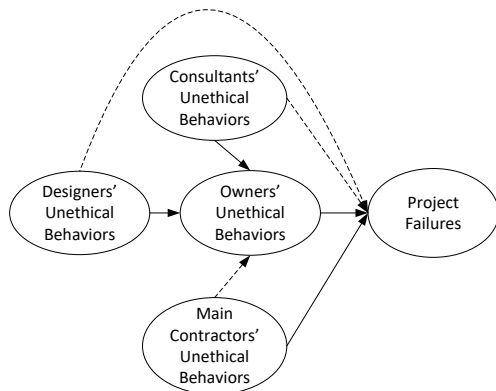 Consultants’
Unethical
Behaviors
Designers’
Unethical
Behaviors
Owners’
Unethical
Behaviors
Project
Failures
Main
Contractors’
Unethical
Behaviors